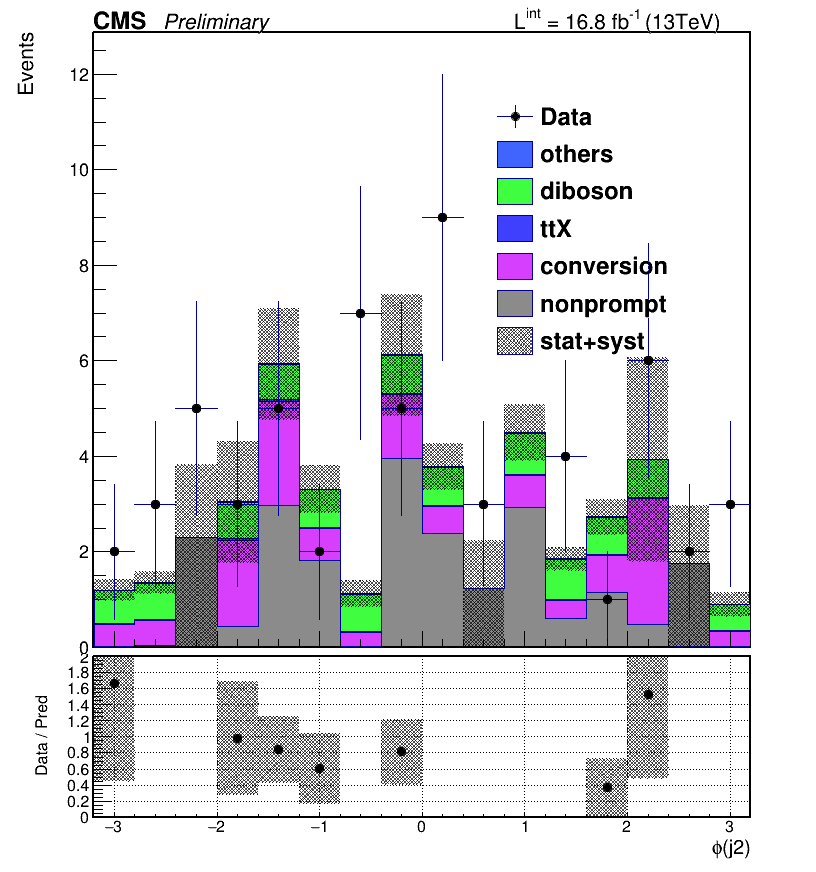 CMS Preliminary L^int = 16.8 fb^-1 (13TeV)
Events
12
10
8
6
4
2
0
Data
others
diboson
ttX
conversion
nonprompt
stat+syst
Data / Pred
2
1.8
1.6
1.4
1.2
1
0.8
0.6
0.4
0.2
0
−3 −2 −1 0 1 2 3
ϕ(j2)